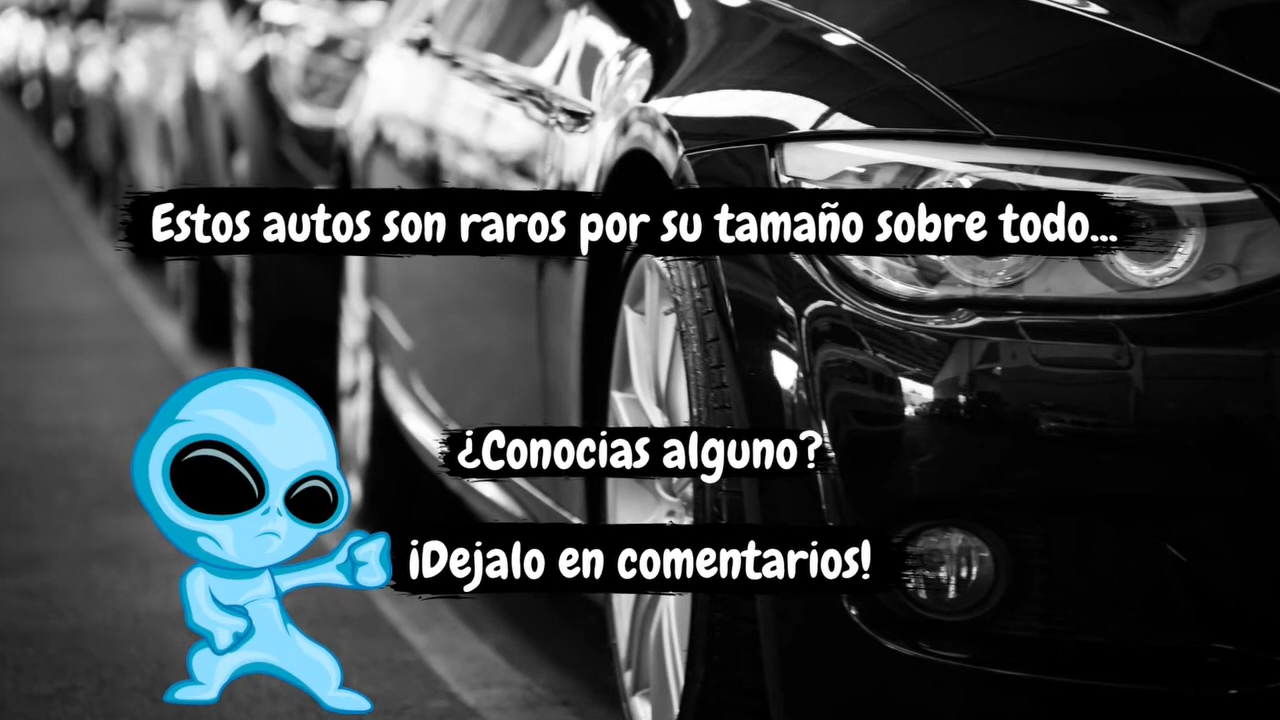 Estos autos son raros por su tamaño sobre todo...
¿Conocias alguno?
¡Dejalo en comentarios!